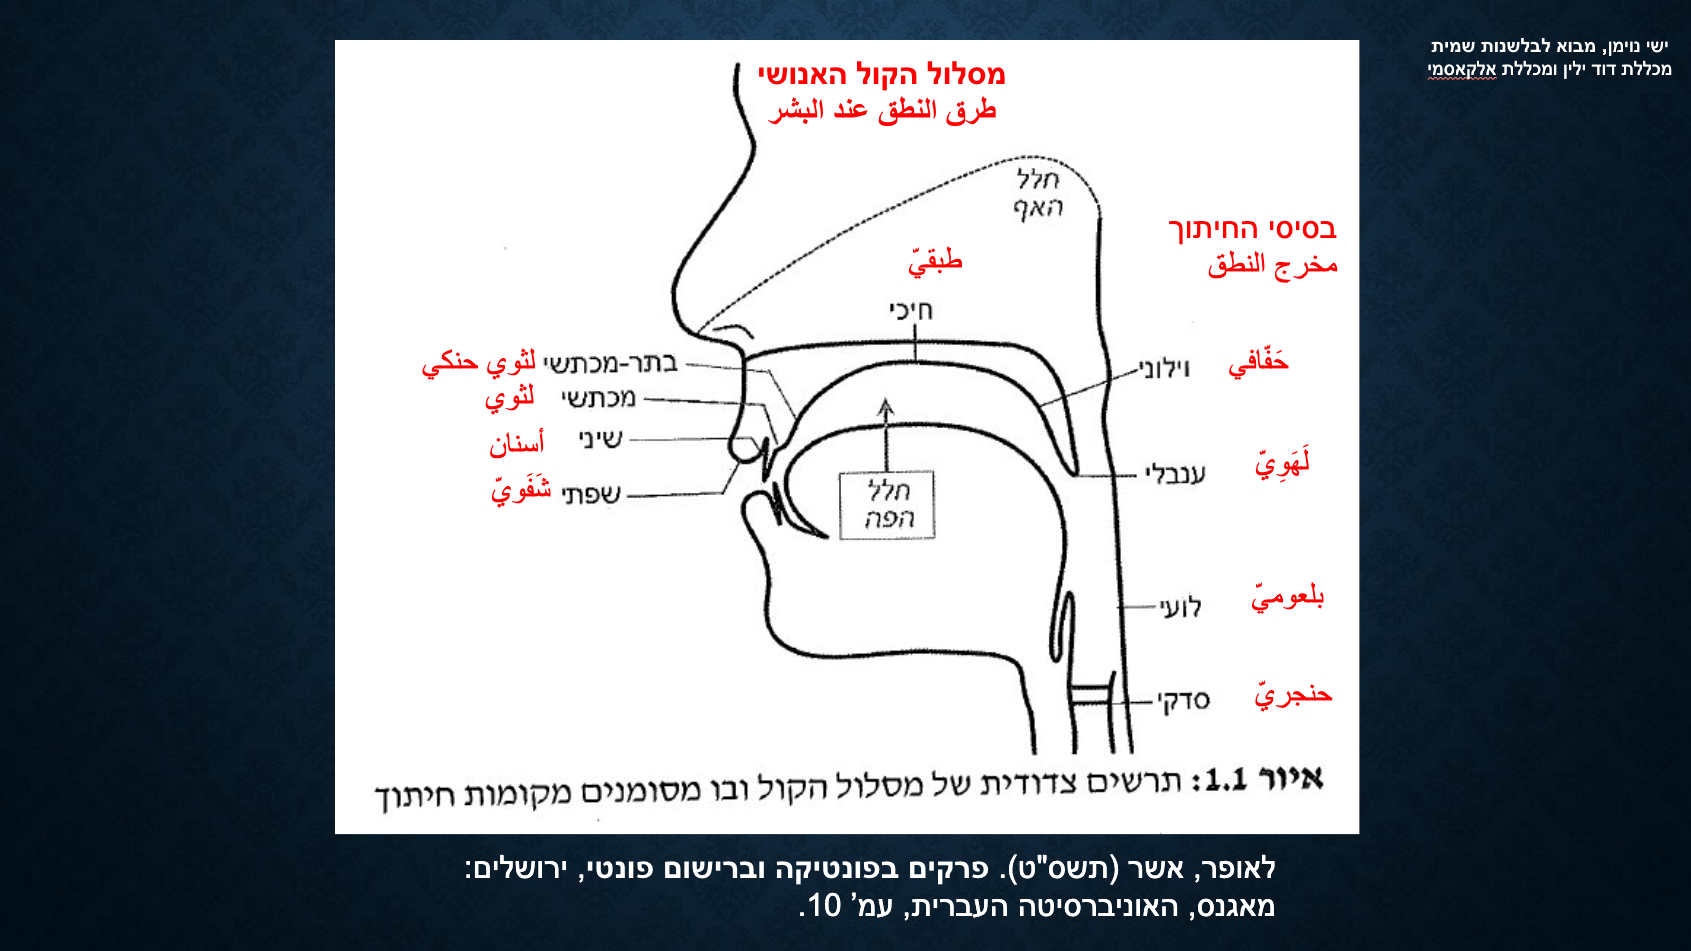 ישי נוימן, מבוא לבלשנות שמית
מכללת דוד ילין ומכללת אלקאסמי
מסלול הקול האנושי
طرق النطق عند البشر
חלל
האף
בסיסי החיתוך
مخرج النطق
طبقيّ
חיכי
וילוני حَفّافي
בתר-מכתשי لثوي حنكي
מכתשי لثوي
שיני أسنان
שפתי شَفَويّ
ענבלי لَهَوِيّ
חלל
הפה
לועי بلعوميّ
סדקי حنجريّ
איור 1.1: תרשים צדודית של מסלול הקול ובו מסומנים מקומות חיתוך
לאופר, אשר (תשס"ט). פרקים בפונטיקה וברישום פונטי, ירושלים:
מאגנס, האוניברסיטה העברית, עמ’ 10.